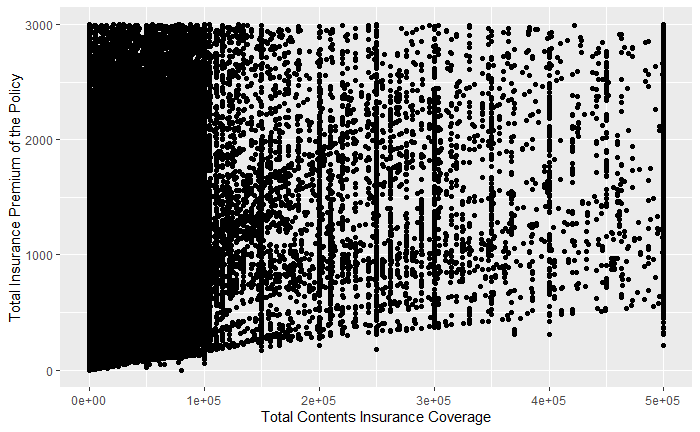 Total Insurance Premium of the Policy
3000
2000
1000
0
0e+00 1e+05 2e+05 3e+05 4e+05 5e+05
Total Contents Insurance Coverage